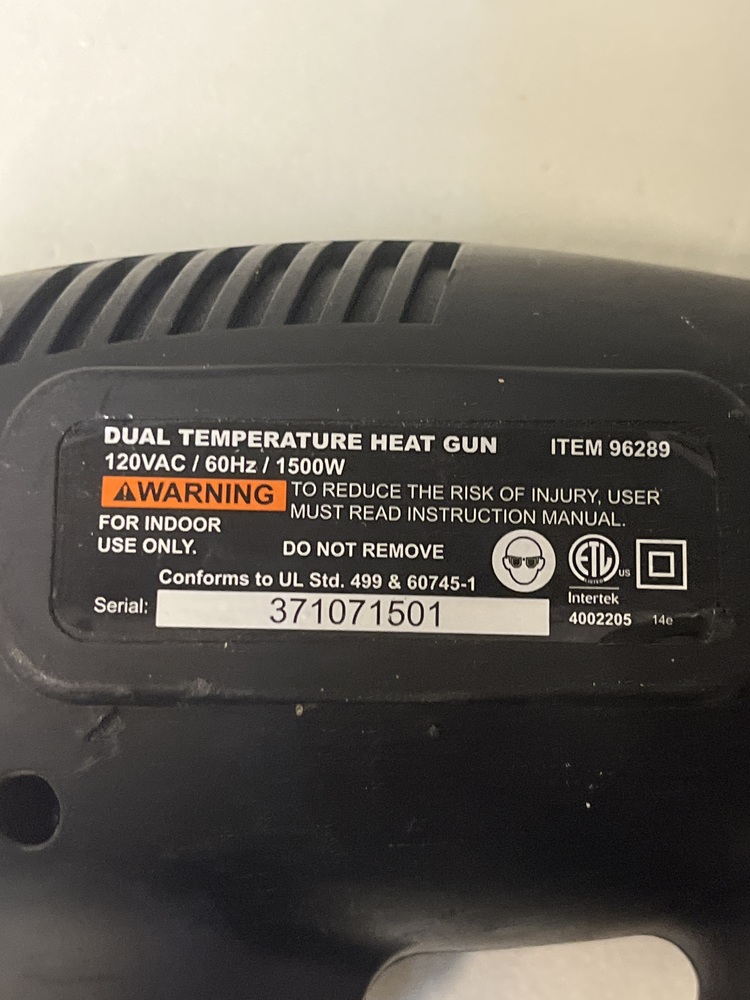 DUAL TEMPERATURE HEAT GUN ITEM 96289
120VAC / 60Hz / 1500W
⚠WARNING TO REDUCE THE RISK OF INJURY, USER
MUST READ INSTRUCTION MANUAL.
FOR INDOOR
USE ONLY.
DO NOT REMOVE
ETL US
LISTED
Intertek
4002205 14e
Conforms to UL Std. 499 & 60745-1
Serial: 371071501